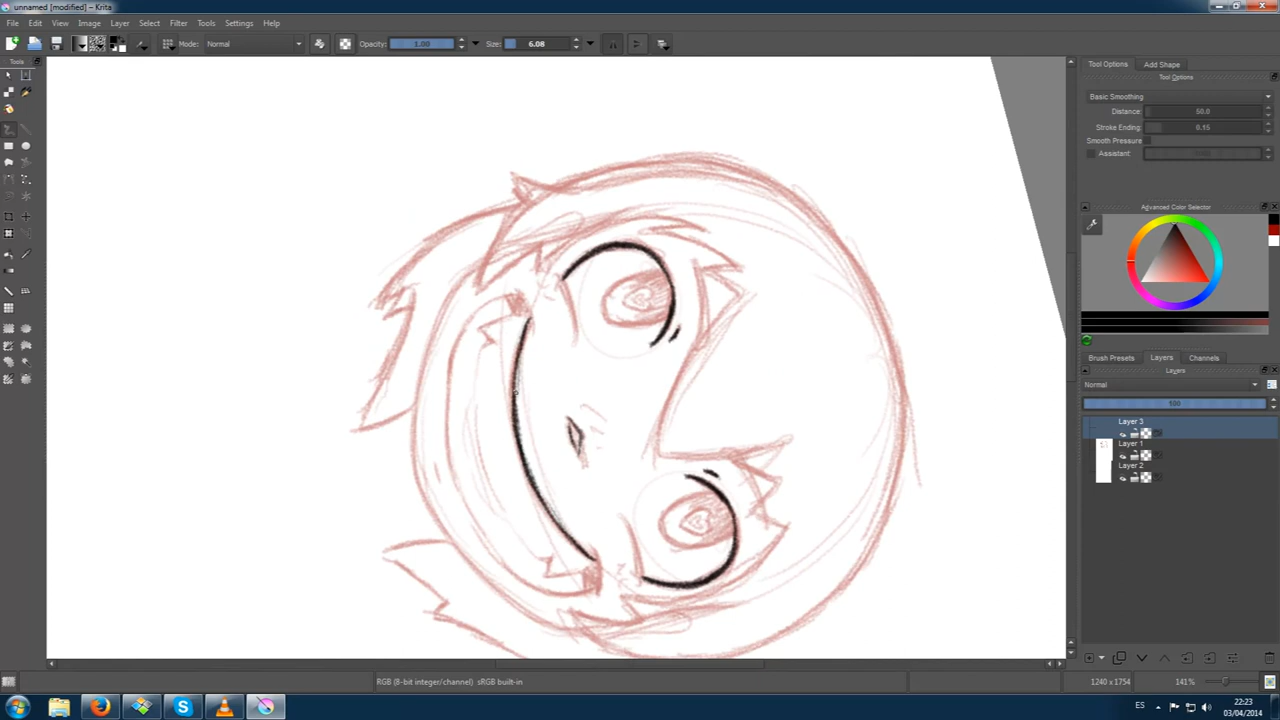 unnamed [modified] – Krita
File Edit View Image Layer Select Filter Tools Settings Help
Mode: Normal Opacity: 1.00 Size: 6.08
Tools
Tool Options Add Shape
Tool Options
Basic Smoothing
Distance: 50.0
Stroke Ending: 0.15
Smooth Pressure
Assistant
Advanced Color Selector
Brush Presets Layers Channels
Layers
Normal
100
Layer 3
Layer 1
Layer 2
RGB (8-bit integer/channel) sRGB built-in
1240 x 1754 141%
ES
22:23
03/04/2014